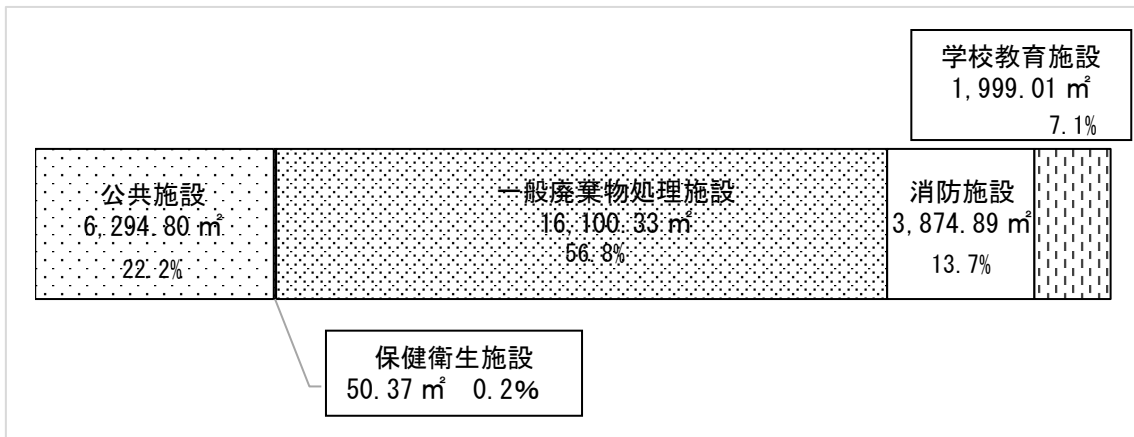 学校教育施設
1,999.01 ㎡
7.1%
公共施設
6,294.80 ㎡
22.2%
一般廃棄物処理施設
16,100.33 ㎡
56.8%
消防施設
3,874.89 ㎡
13.7%
保健衛生施設
50.37 ㎡　0.2%